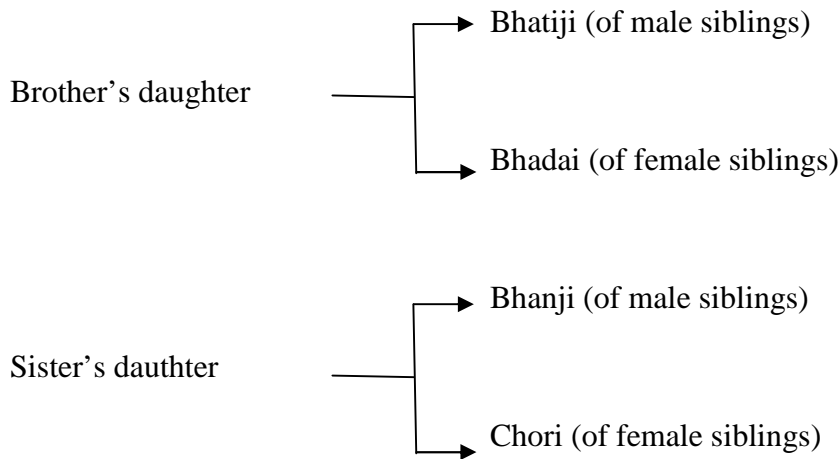 Bhatiji (of male siblings)
Brother’s daughter
Bhadai (of female siblings)
Bhanji (of male siblings)
Sister’s dauthter
Chori (of female siblings)